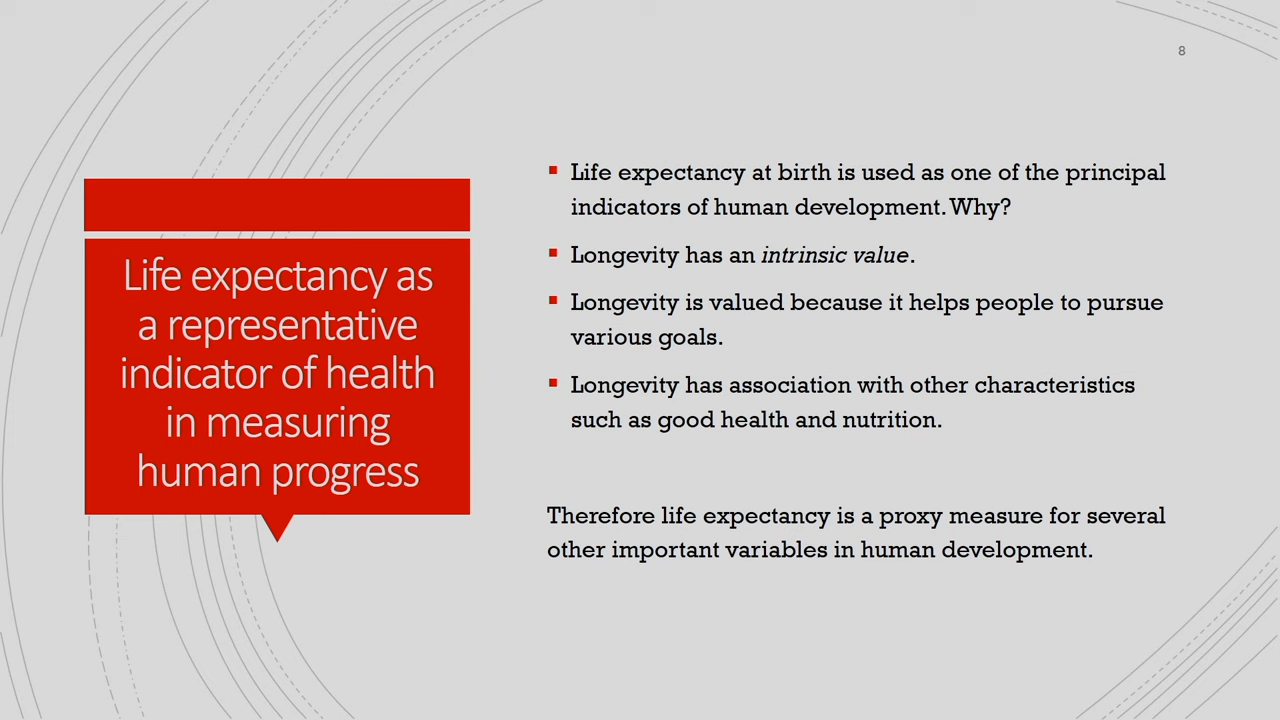 8
Life expectancy as
a representative
indicator of health
in measuring
human progress
Life expectancy at birth is used as one of the principal
indicators of human development. Why?
Longevity has an intrinsic value.
Longevity is valued because it helps people to pursue
various goals.
Longevity has association with other characteristics
such as good health and nutrition.
Therefore life expectancy is a proxy measure for several
other important variables in human development.